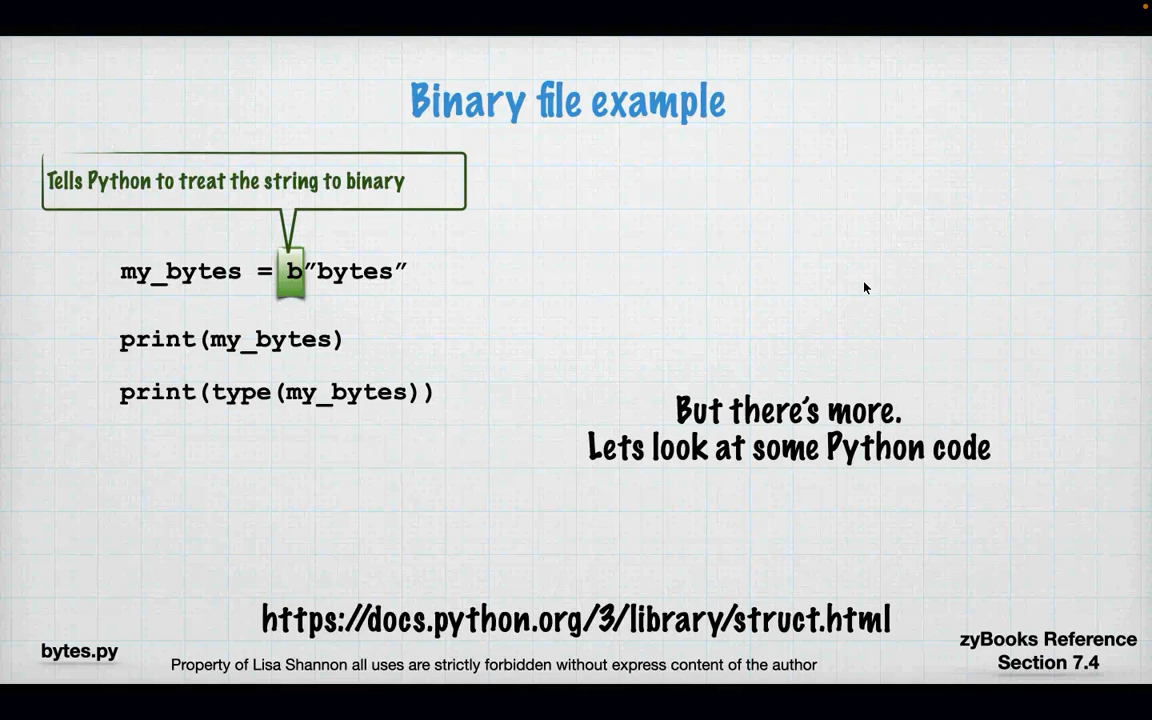 Binary file example
Tells Python to treat the string to binary
my_bytes = b”bytes”
print(my_bytes)
print(type(my_bytes))
But there's more.
Lets look at some Python code
https://docs.python.org/3/library/struct.html
bytes.py
Property of Lisa Shannon all uses are strictly forbidden without express content of the author
zyBooks Reference
Section 7.4